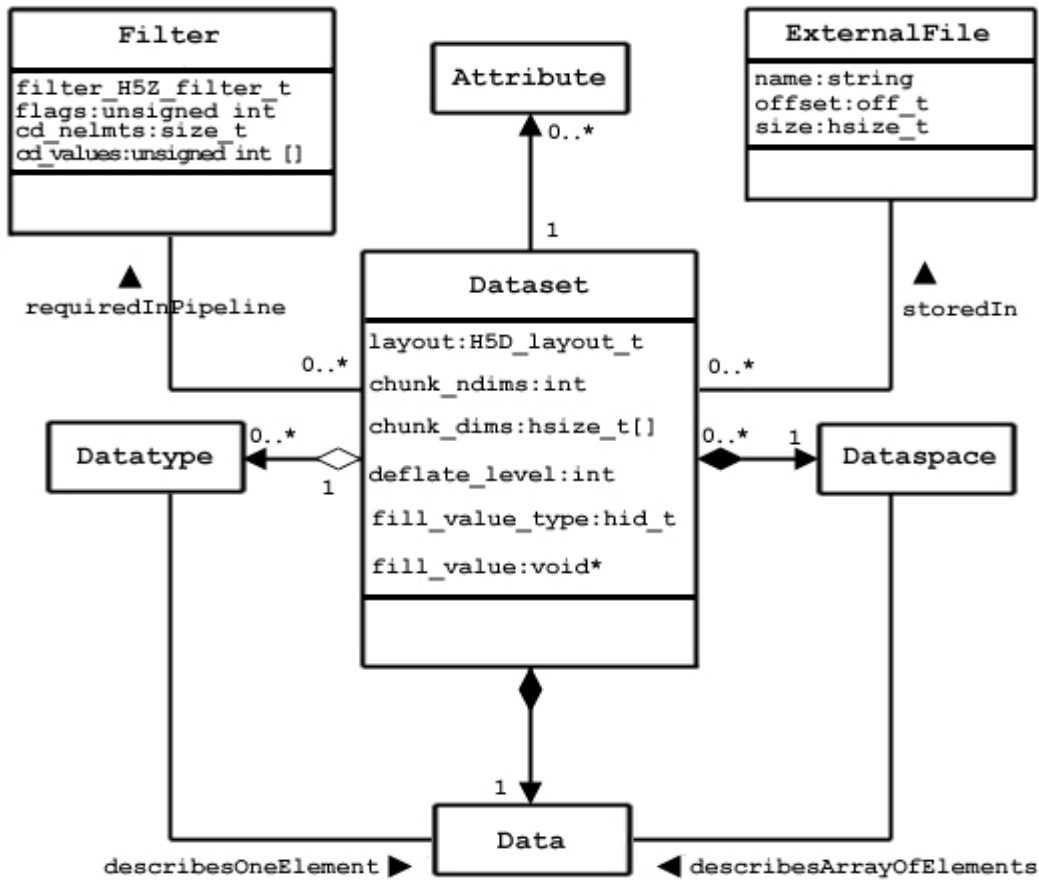 Filter
filter_H5Z_filter_t
flags:unsigned int
cd_nelmts:size_t
cd_values:unsigned int []
Attribute
0..*
1
ExternalFile
name:string
offset:off_t
size:hsize_t
requiredInPipeline
storedIn
Dataset
layout:H5D_layout_t
chunk_ndims:int
chunk_dims:hsize_t[]
deflate_level:int
fill_value_type:hid_t
fill_value:void*
0..*
0..*
Datatype
0..*
1
0..*
1
Dataspace
1
Data
describesOneElement
describesArrayOfElements